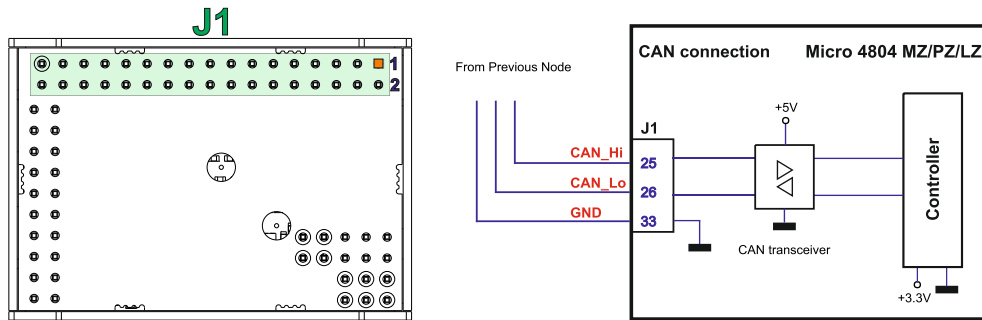 J1
1
2
From Previous Node
CAN connection
Micro 4804 MZ/PZ/LZ
+5V
J1
CAN_Hi
25
CAN_Lo
26
GND
33
CAN transceiver
Controller
+3.3V